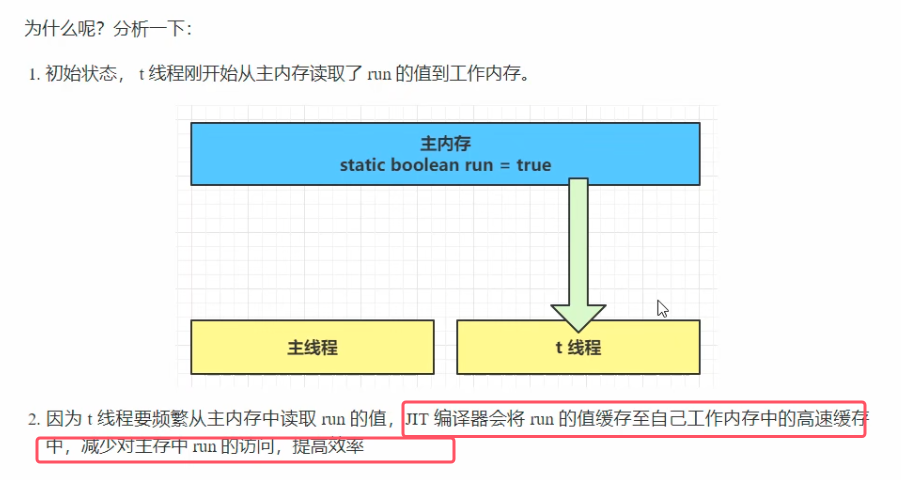 为什么呢？分析一下：
1. 初始状态， t 线程刚开始从主内存读取了 run 的值到工作内存。
主内存
static boolean run = true
主线程
t 线程
2. 因为 t 线程要频繁从主内存中读取 run 的值，JIT 编译器会将 run 的值缓存至自己工作内存中的高速缓存
中，减少对主存中 run 的访问，提高效率